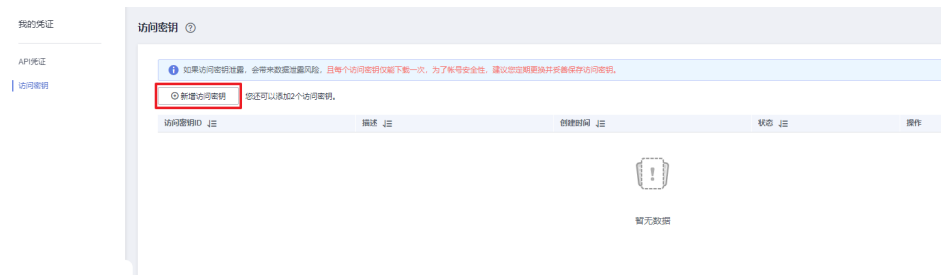 我的凭证
API凭证
访问密钥
访问密钥
如果访问密钥泄露，会带来数据泄露风险，且每个访问密钥仅能下载一次，为了帐号安全性，建议您定期更换并妥善保存访问密钥。
新增访问密钥 您还可以添加2个访问密钥。
访问密钥ID 描述 创建时间 状态 操作
暂无数据